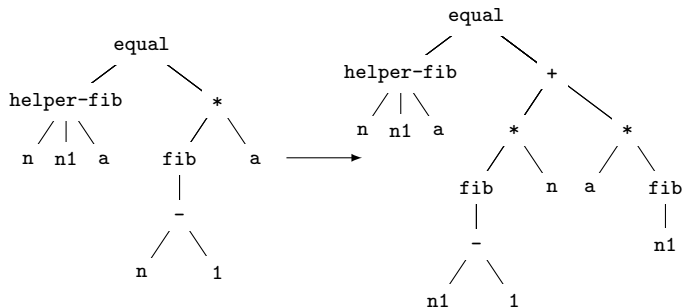 equal
helper-fib *
n n1 a fib a
-
n 1
equal
helper-fib +
n n1 a * *
fib n a fib
- n1
n1 1